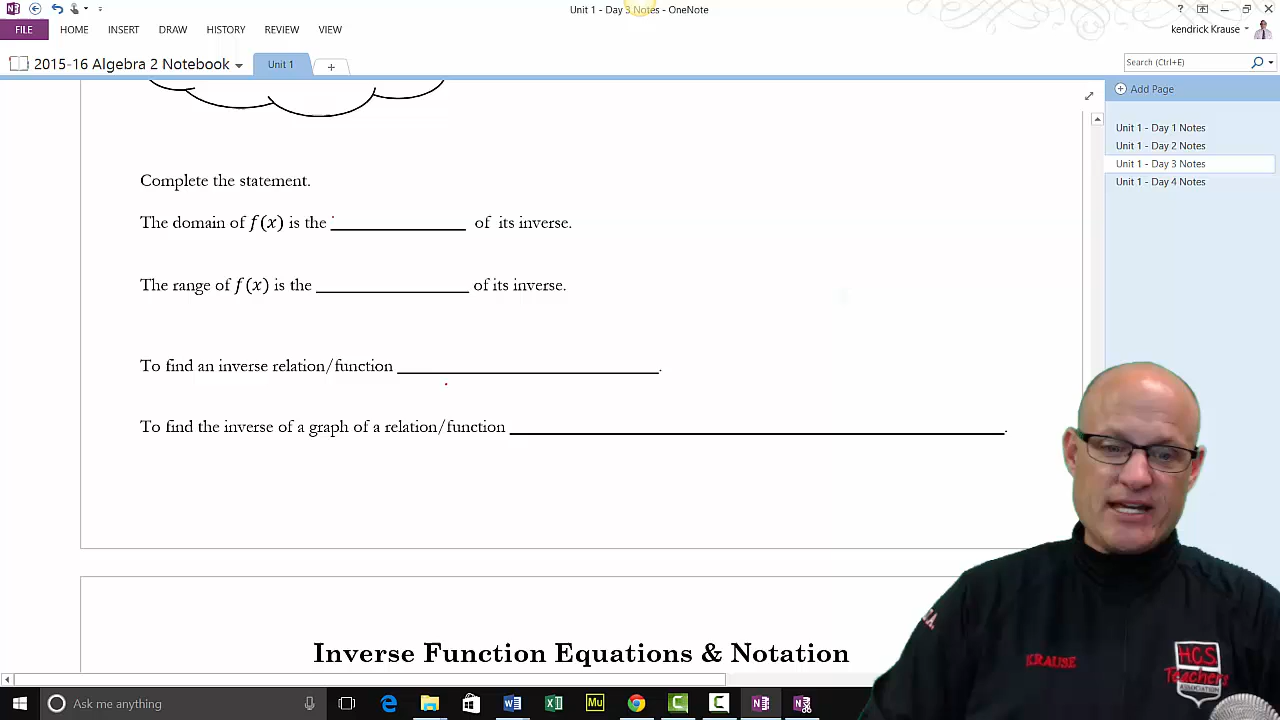 Unit 1 - Day 3 Notes - OneNote
FILE HOME INSERT DRAW HISTORY REVIEW VIEW
kendrick Krause
2015-16 Algebra 2 Notebook
Unit 1
Search (Ctrl+E)
Add Page
Unit 1 - Day 1 Notes
Unit 1 - Day 2 Notes
Unit 1 - Day 3 Notes
Unit 1 - Day 4 Notes
Complete the statement.
The domain of f(x) is the ______________ of its inverse.
The range of f(x) is the ________________ of its inverse.
To find an inverse relation/function ___________________________.
To find the inverse of a graph of a relation/function ___________________________________________________.
Inverse Function Equations & Notation
KRAUSE
H.C.S.
Teachers
ASSOCIATION
Ask me anything
Mu